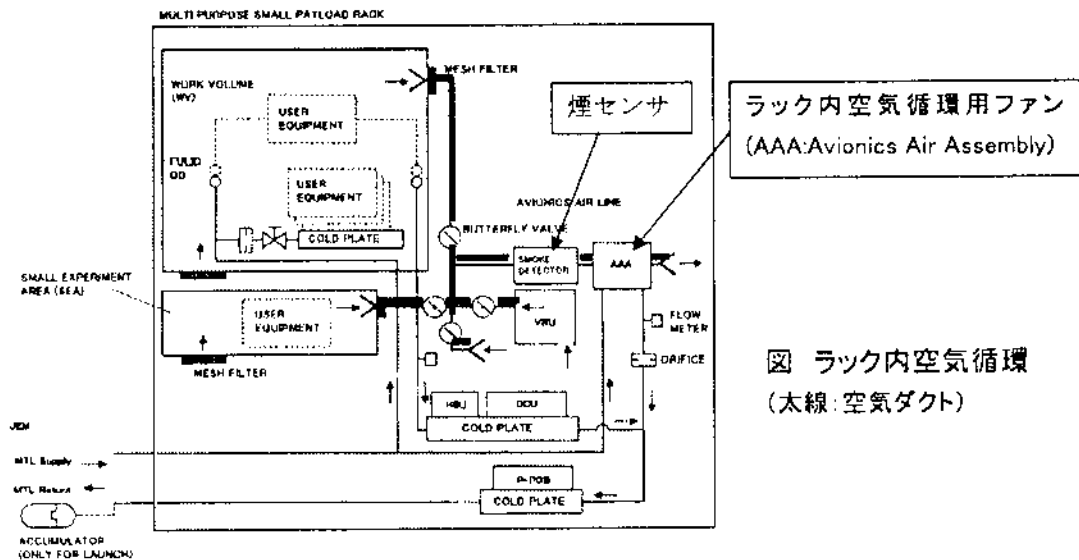 MULTI PURPOSE SMALL PAYLOAD RACK
WORK VOLUME
(WV)
MESH FILTER
USER
EQUIPMENT
煙センサ
ラック内空気循環用ファン
(AAA:Avionics Air Assembly)
FULID
QD
USER
EQUIPMENT
COLD PLATE
AVIONICS AIR LINE
BUTTERFLY VALVE
SMOKE
DETECTOR
AAA
SMALL EXPERIMENT
AREA (SEA)
USER
EQUIPMENT
MESH FILTER
FLOW
METER
ORIFICE
図 ラック内空気循環
(太線:空気ダクト)
COLD PLATE
JEM
MTL Supply
MTL Return
COLD PLATE
ACCUMULATOR
(ONLY FOR LAUNCH)